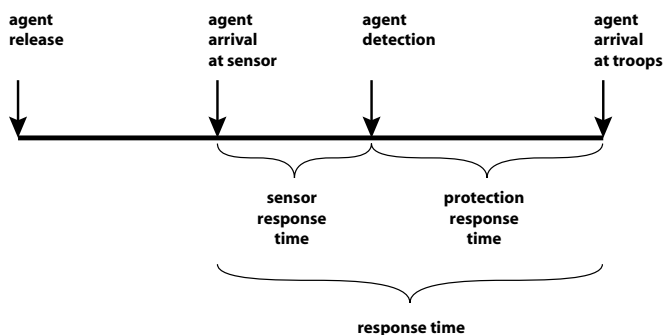 agent
release
agent
arrival
at sensor
agent
detection
agent
arrival
at troops
sensor
response
time
protection
response
time
response time